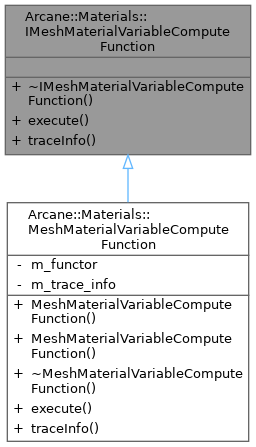 Arcane::Materials::
IMeshMaterialVariableCompute
Function
+ ~IMeshMaterialVariableCompute
Function()
+ execute()
+ traceInfo()
Arcane::Materials::
MeshMaterialVariableCompute
Function
- m_functor
- m_trace_info
+ MeshMaterialVariableCompute
Function()
+ MeshMaterialVariableCompute
Function()
+ ~MeshMaterialVariableCompute
Function()
+ execute()
+ traceInfo()